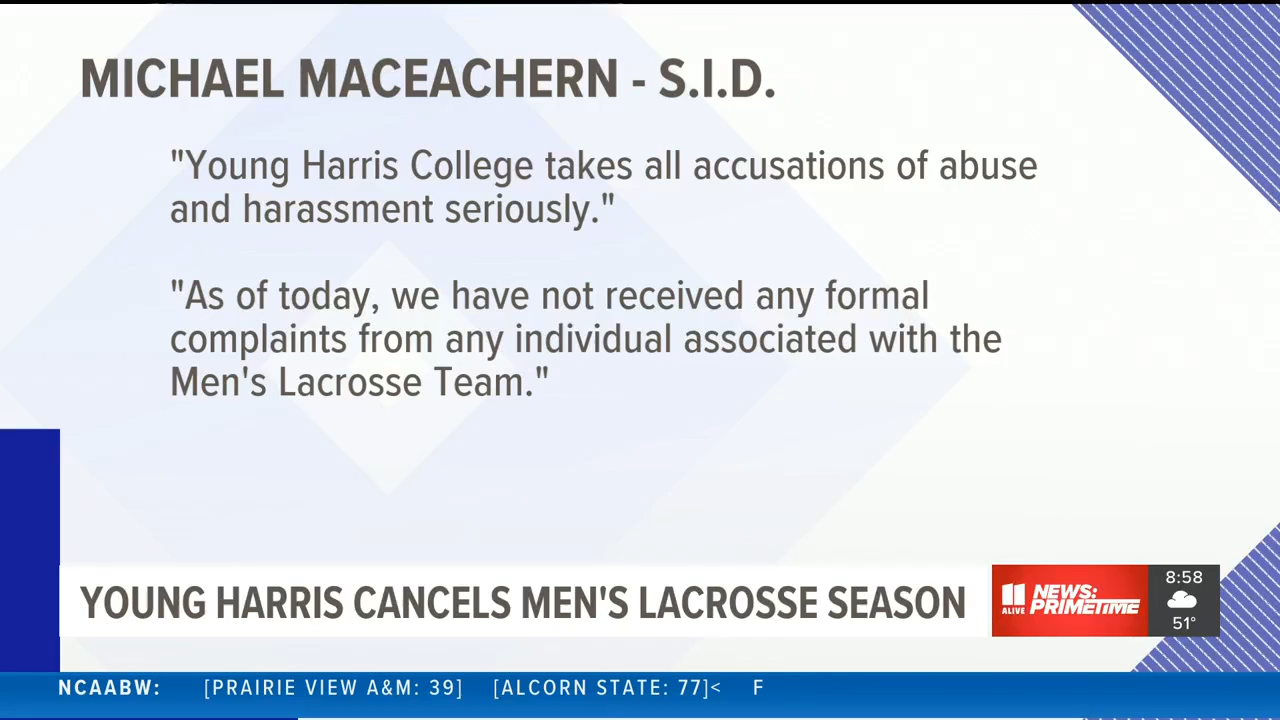 MICHAEL MACEACHERN - S.I.D.
"Young Harris College takes all accusations of abuse
and harassment seriously."
"As of today, we have not received any formal
complaints from any individual associated with the
Men's Lacrosse Team."
YOUNG HARRIS CANCELS MEN'S LACROSSE SEASON
11 ALIVE
NEWS:
PRIMETIME
8:58
51°
NCAABW: [PRAIRIE VIEW A&M: 39] [ALCORN STATE: 77]< F